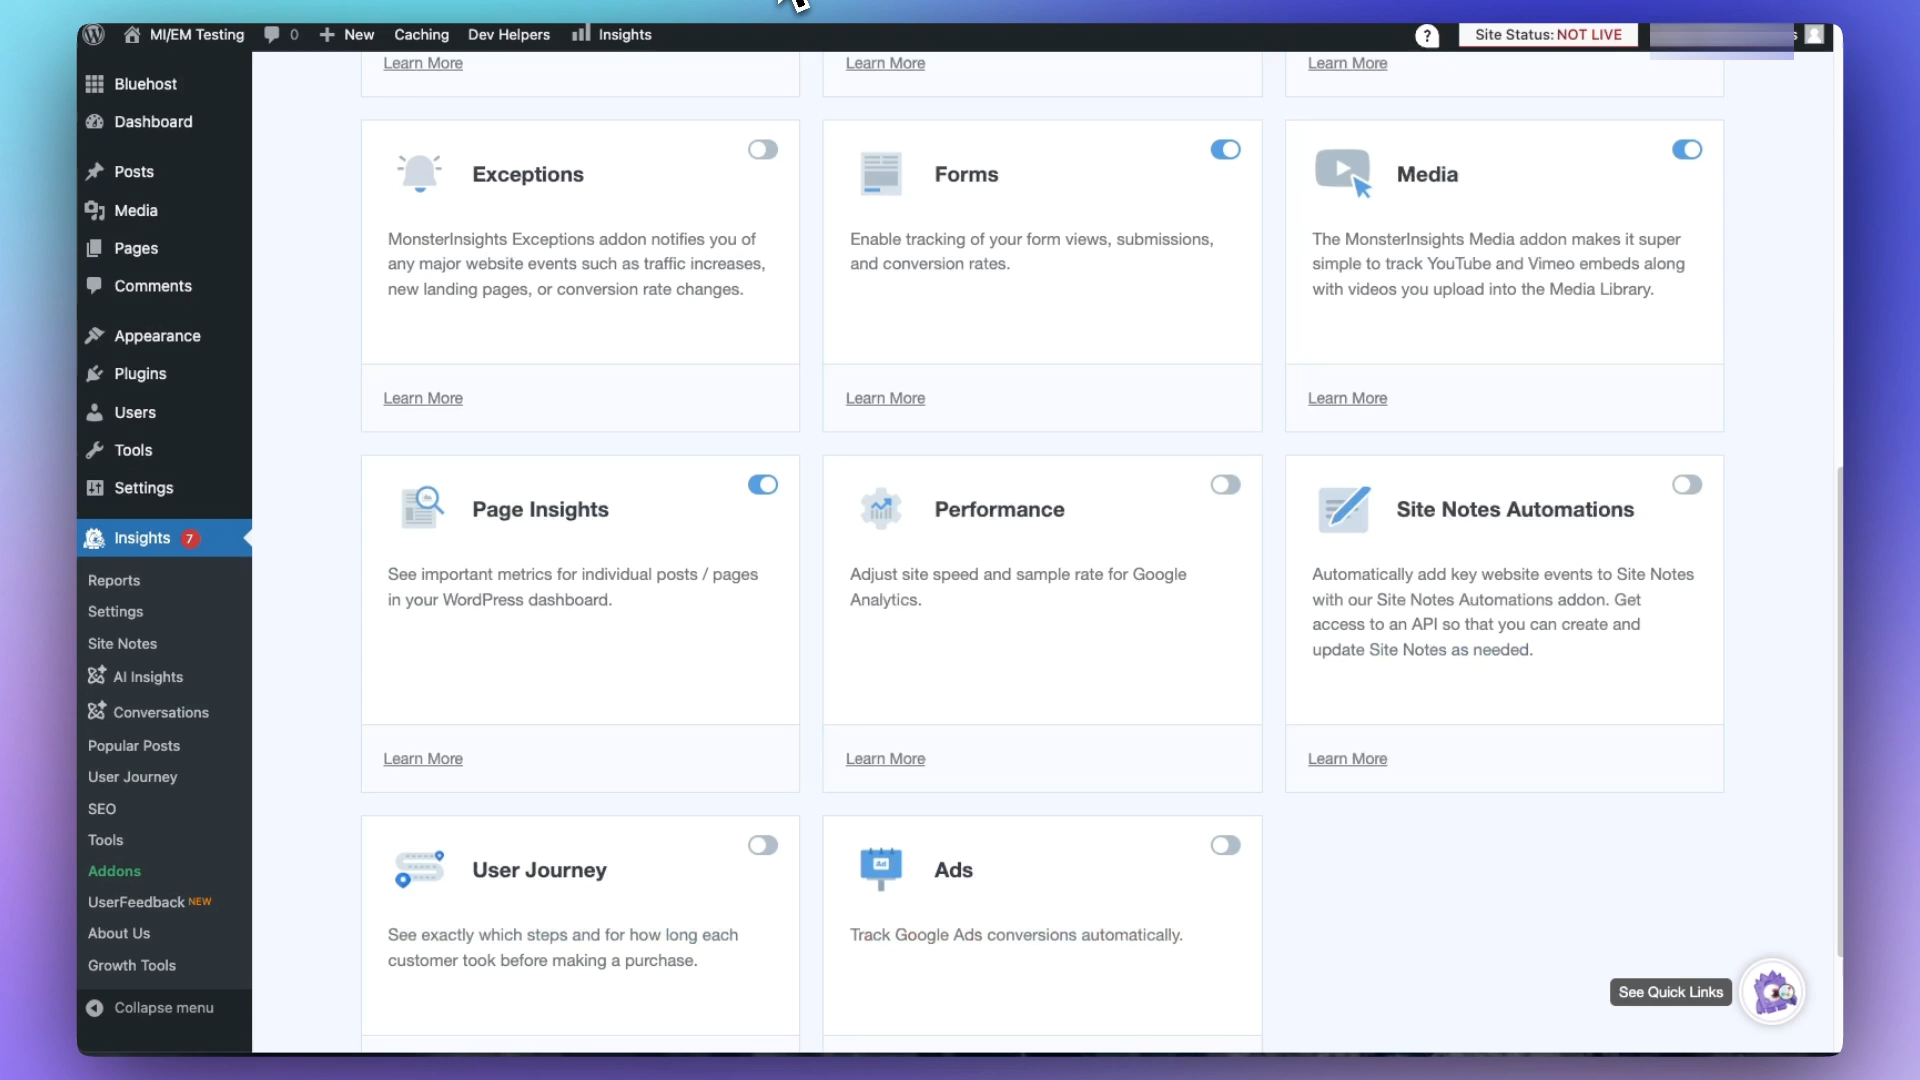 MI/EM Testing 0 New Caching Dev Helpers Insights ? Site Status: NOT LIVE s
Bluehost
Dashboard
Posts
Media
Pages
Comments
Appearance
Plugins
Users
Tools
Settings
Insights 7
Reports
Settings
Site Notes
AI Insights
Conversations
Popular Posts
User Journey
SEO
Tools
Addons
UserFeedback NEW
About Us
Growth Tools
Collapse menu
Learn More
Learn More
Learn More
Exceptions
MonsterInsights Exceptions addon notifies you of
any major website events such as traffic increases,
new landing pages, or conversion rate changes.
Learn More
Forms
Enable tracking of your form views, submissions,
and conversion rates.
Learn More
Media
The MonsterInsights Media addon makes it super
simple to track YouTube and Vimeo embeds along
with videos you upload into the Media Library.
Learn More
Page Insights
See important metrics for individual posts / pages
in your WordPress dashboard.
Learn More
Performance
Adjust site speed and sample rate for Google
Analytics.
Learn More
Site Notes Automations
Automatically add key website events to Site Notes
with our Site Notes Automations addon. Get
access to an API so that you can create and
update Site Notes as needed.
Learn More
User Journey
See exactly which steps and for how long each
customer took before making a purchase.
Ad
Ads
Track Google Ads conversions automatically.
See Quick Links